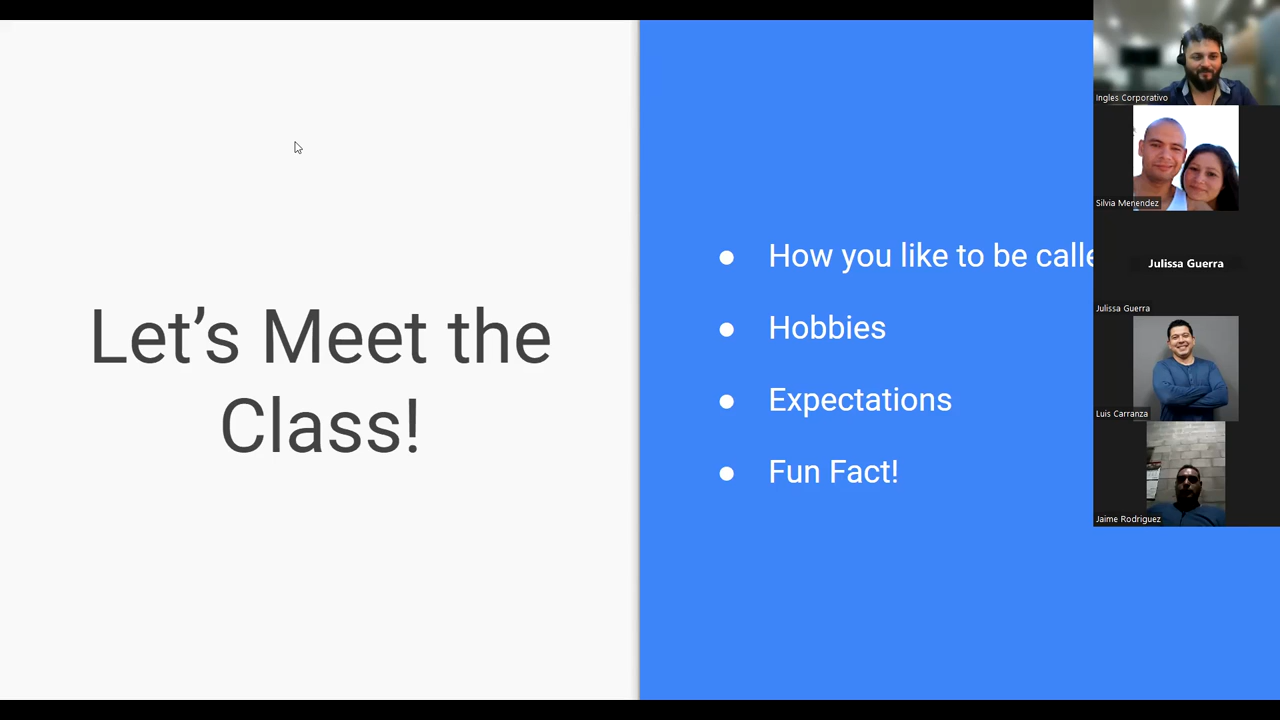 Let's Meet the
Class!
How you like to be calle
Hobbies
Expectations
Fun Fact!
Ingles Corporativo
Silvia Menendez
Julissa Guerra
Julissa Guerra
Luis Carranza
Jaime Rodriguez